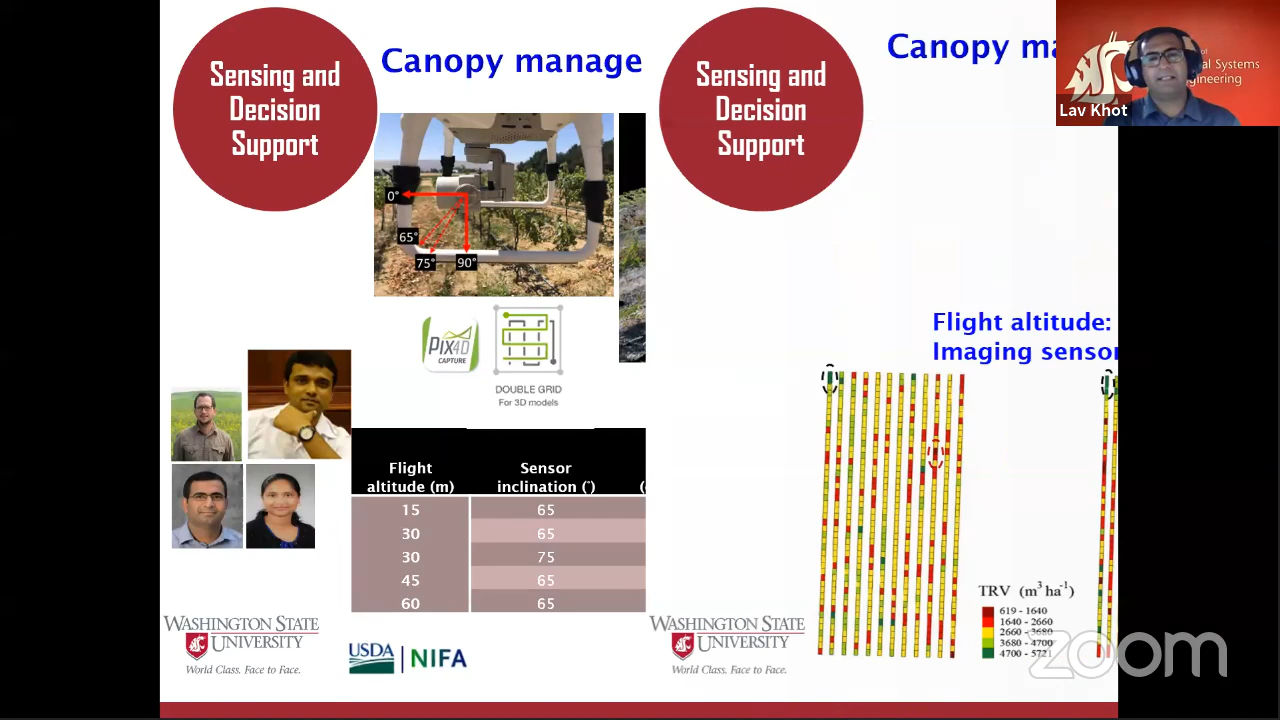 Sensing and
Decision
Support
Canopy manage
0°
65°
75°
90°
PIX4D
CAPTURE
DOUBLE GRID
For 3D models
Flight
altitude (m)
Sensor
inclination (°)
(
15
65
30
65
30
75
45
65
60
65
WASHINGTON STATE
UNIVERSITY
World Class. Face to Face.
USDA
NIFA
Sensing and
Decision
Support
Canopy ma
Flight altitude:
Imaging sensor
TRV (m³ ha⁻¹)
619 - 1640
1640 - 2660
2660 - 3680
3680 - 4700
4700 - 5721
WASHINGTON STATE
UNIVERSITY
World Class. Face to Face.
of
al Systems
gineering
Lav Khot
zoom